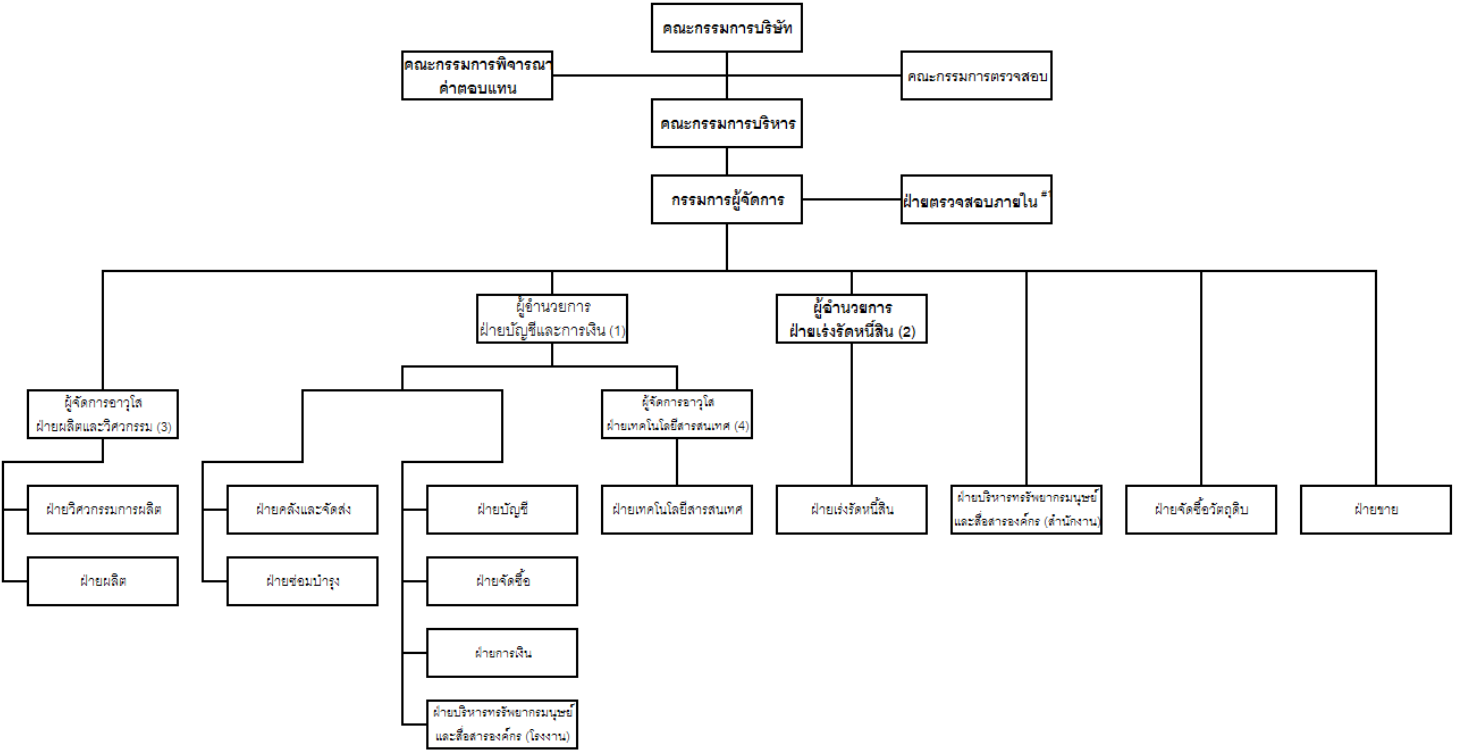 คณะกรรมการบริษัท
คณะกรรมการพิจารณา
ค่าตอบแทน
คณะกรรมการตรวจสอบ
คณะกรรมการบริหาร
กรรมการผู้จัดการ
ฝ่ายตรวจสอบภายใน
ผู้อำนวยการ
ฝ่ายบัญชีและการเงิน (1)
ผู้อำนวยการ
ฝ่ายเร่งรัดหนี้สิน (2)
ผู้จัดการอาวุโส
ฝ่ายผลิตและวิศวกรรม (3)
ผู้จัดการอาวุโส
ฝ่ายเทคโนโลยีสารสนเทศ (4)
ฝ่ายวิศวกรรมการผลิต
ฝ่ายคลังและจัดส่ง
ฝ่ายบัญชี
ฝ่ายเทคโนโลยีสารสนเทศ
ฝ่ายเร่งรัดหนี้สิน
ฝ่ายบริหารทรัพยากรมนุษย์
และสื่อสารองค์กร (สำนักงาน)
ฝ่ายจัดซื้อวัตถุดิบ
ฝ่ายขาย
ฝ่ายผลิต
ฝ่ายซ่อมบำรุง
ฝ่ายจัดซื้อ
ฝ่ายการเงิน
ฝ่ายบริหารทรัพยากรมนุษย์
และสื่อสารองค์กร (โรงงาน)